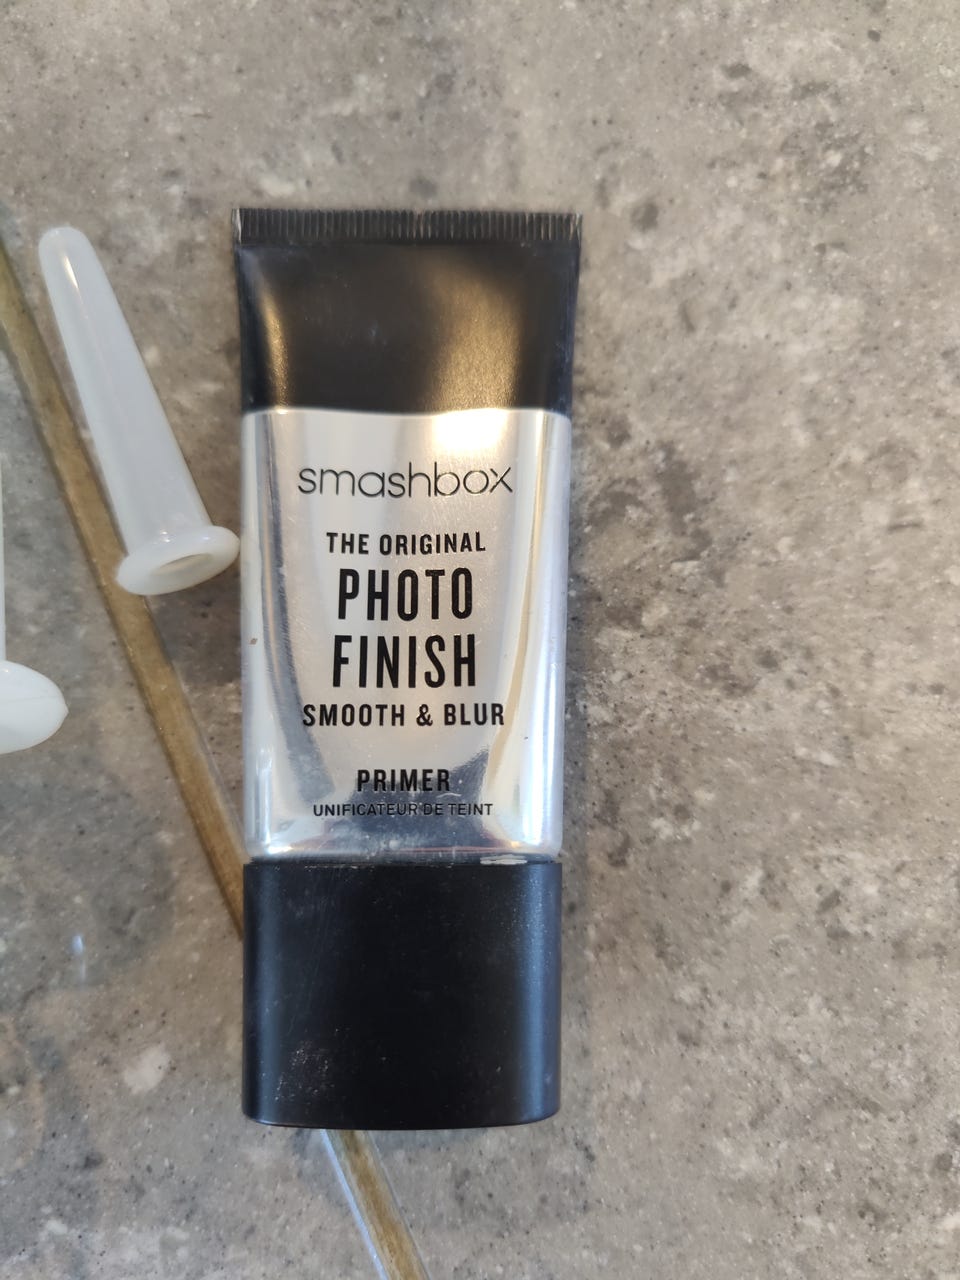 smashbox
THE ORIGINAL
PHOTO
FINISH
SMOOTH & BLUR
PRIMER
UNIFICATEUR DE TEINT